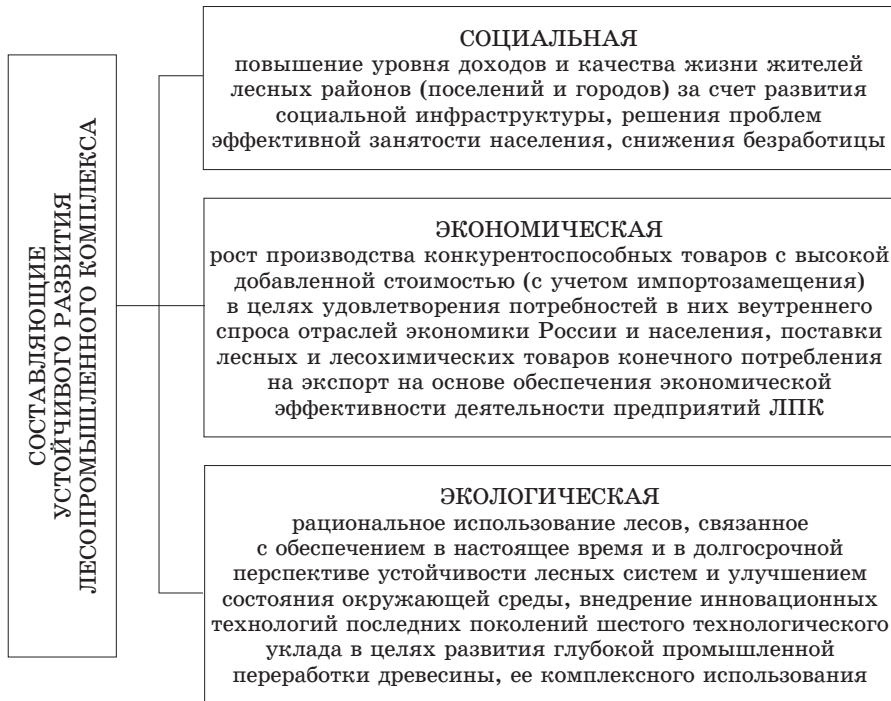 СОСТАВЛЯЮЩИЕ
УСТОЙЧИВОГО РАЗВИТИЯ
ЛЕСОПРОМЫШЛЕННОГО КОМПЛЕКСА
СОЦИАЛЬНАЯ
повышение уровня доходов и качества жизни жителей
лесных районов (поселений и городов) за счет развития
социальной инфраструктуры, решения проблем
эффективной занятости населения, снижения безработицы
ЭКОНОМИЧЕСКАЯ
рост производства конкурентоспособных товаров с высокой
добавленной стоимостью (с учетом импортозамещения)
в целях удовлетворения потребностей в них веутреннего
спроса отраслей экономики России и населения, поставки
лесных и лесохимических товаров конечного потребления
на экспорт на основе обеспечения экономической
эффективности деятельности предприятий ЛПК
ЭКОЛОГИЧЕСКАЯ
рациональное использование лесов, связанное
с обеспечением в настоящее время и в долгосрочной
перспективе устойчивости лесных систем и улучшением
состояния окружающей среды, внедрение инновационных
технологий последних поколений шестого технологического
уклада в целях развития глубокой промышленной
переработки древесины, ее комплексного использования